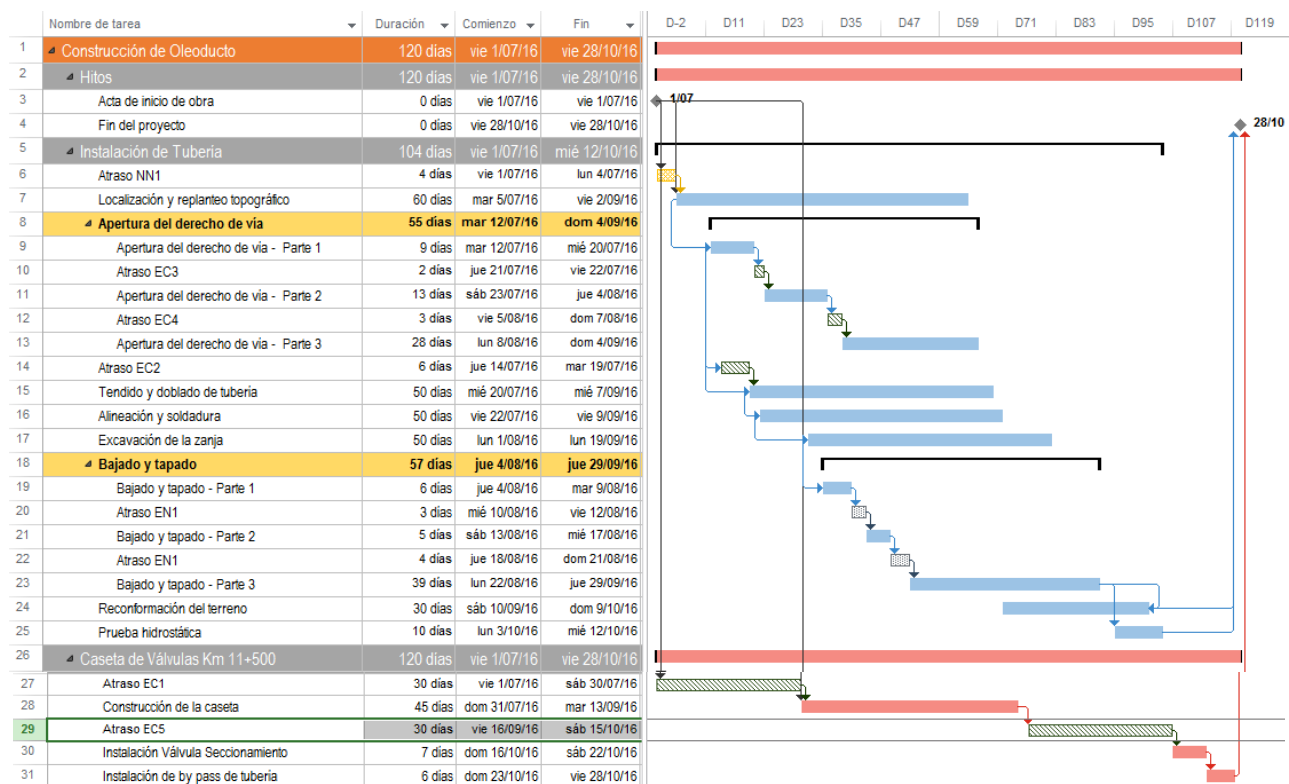 Nombre de tarea Duración Comienzo Fin D-2 D11 D23 D35 D47 D59 D71 D83 D95 D107 D119
1 Construcción de Oleoducto 120 días vie 1/07/16 vie 28/10/16
2 Hitos 120 días vie 1/07/16 vie 28/10/16
3 Acta de inicio de obra 0 días vie 1/07/16 vie 1/07/16 1/07
4 Fin del proyecto 0 días vie 28/10/16 vie 28/10/16 28/10
5 Instalación de Tuberia 104 días vie 1/07/16 mié 12/10/16
6 Atraso NN1 4 días vie 1/07/16 lun 4/07/16
7 Localización y replanteo topográfico 60 días mar 5/07/16 vie 2/09/16
8 Apertura del derecho de vía 55 días mar 12/07/16 dom 4/09/16
9 Apertura del derecho de vía - Parte 1 9 días mar 12/07/16 mié 20/07/16
10 Atraso EC3 2 días jue 21/07/16 vie 22/07/16
11 Apertura del derecho de vía - Parte 2 13 días sáb 23/07/16 jue 4/08/16
12 Atraso EC4 3 días vie 5/08/16 dom 7/08/16
13 Apertura del derecho de vía - Parte 3 28 días lun 8/08/16 dom 4/09/16
14 Atraso EC2 6 días jue 14/07/16 mar 19/07/16
15 Tendido y doblado de tuberia 50 días mié 20/07/16 mié 7/09/16
16 Alineación y soldadura 50 días vie 22/07/16 vie 9/09/16
17 Excavación de la zanja 50 días lun 1/08/16 lun 19/09/16
18 Bajado y tapado 57 días jue 4/08/16 jue 29/09/16
19 Bajado y tapado - Parte 1 6 días jue 4/08/16 mar 9/08/16
20 Atraso EN1 3 días mié 10/08/16 vie 12/08/16
21 Bajado y tapado - Parte 2 5 días sáb 13/08/16 mié 17/08/16
22 Atraso EN1 4 días jue 18/08/16 dom 21/08/16
23 Bajado y tapado - Parte 3 39 días lun 22/08/16 jue 29/09/16
24 Reconformación del terreno 30 días sáb 10/09/16 dom 9/10/16
25 Prueba hidrostática 10 días lun 3/10/16 mié 12/10/16
26 Caseta de Válvulas Km 11+500 120 días vie 1/07/16 vie 28/10/16
27 Atraso EC1 30 días vie 1/07/16 sáb 30/07/16
28 Construcción de la caseta 45 días dom 31/07/16 mar 13/09/16
29 Atraso EC5 30 días vie 16/09/16 sáb 15/10/16
30 Instalación Válvula Seccionamiento 7 días dom 16/10/16 sáb 22/10/16
31 Instalación de by pass de tuberia 6 días dom 23/10/16 vie 28/10/16